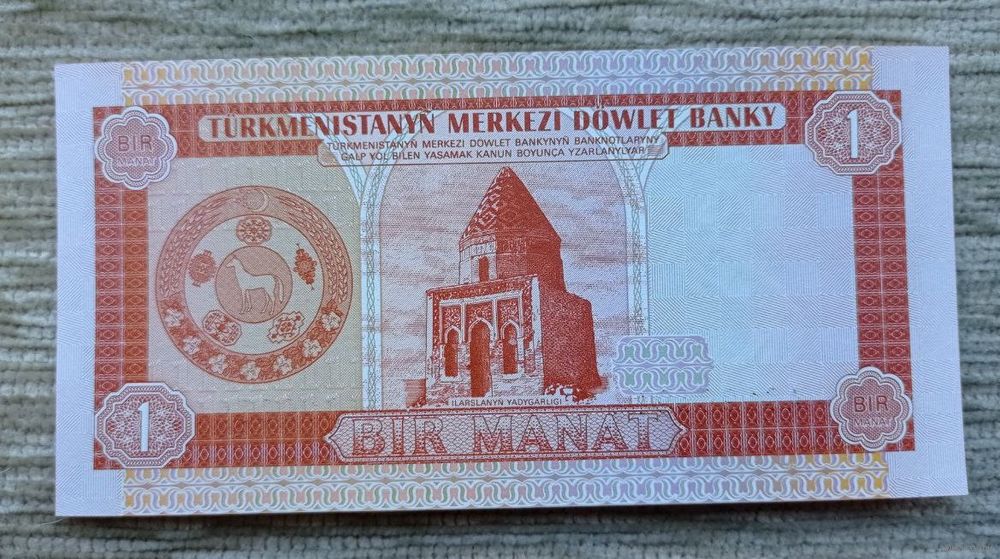 TÜRKMENISTANYŇ MERKEZI DÖWLET BANKY
TÜRKMENISTANYŇ MERKEZI DÖWLET BANKYNYŇ BANKNOTLARYNY
GALP ÝOL BILEN ÝASAMAK KANUN BOÝUNÇA YZARLANYLÝAR
BIR
MANAT
1
ILARSLANYŇ ÝADYGÄRLIGI
1
BIR MANAT
BIR
MANAT